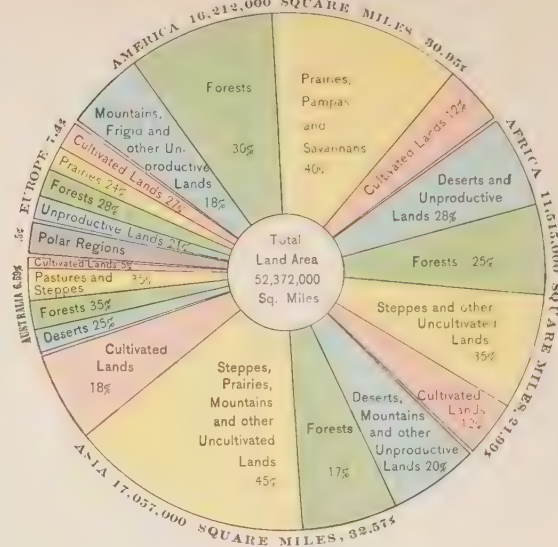 AMERICA 16,212,000 SQUARE MILES 30.95%
Forests
30%
Prairies,
Pampas
and
Savannahs
40%
Cultivated Lands 12%
AFRICA 11,515,000 SQUARE MILES, 21.99%
Deserts and
Unproductive
Lands 28%
Forests 25%
Steppes and other
Uncultivated
Lands
35%
Cultivated
Lands
12%
ASIA 17,057,000 SQUARE MILES, 32.57%
Deserts,
Mountains
and other
Unproductive
Lands 20%
Forests
17%
Steppes,
Prairies,
Mountains
and other
Uncultivated
Lands
45%
Cultivated
Lands
18%
AUSTRALIA 6.59%
Deserts 25%
Forests 35%
Pastures and
Steppes 35%
Cultivated Lands 5%
.5%
Polar Regions
EUROPE 7.4%
Unproductive Lands 21%
Forests 28%
Prairies 24%
Cultivated Lands 27%
Mountains,
Frigid and
other Un-
productive
Lands
18%
Total
Land Area
52,372,000
Sq. Miles